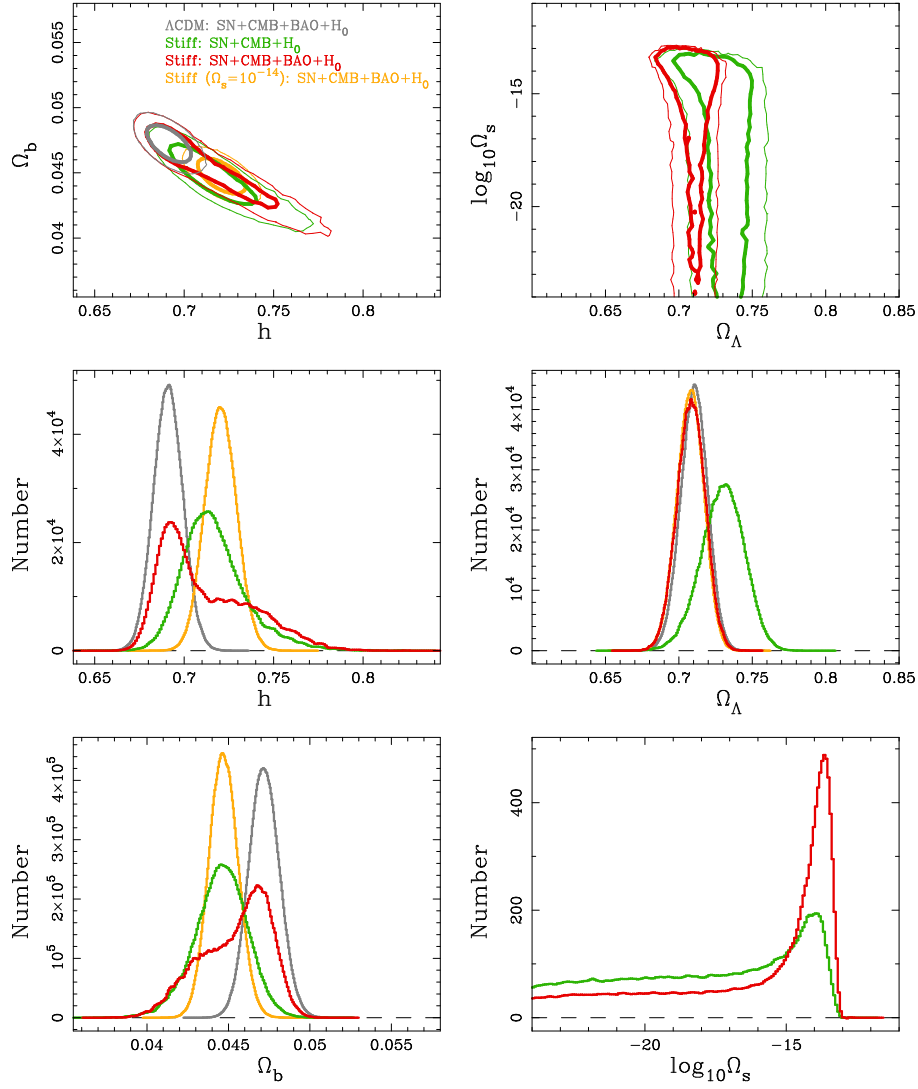 ΛCDM: SN+CMB+BAO+H₀
Stiff: SN+CMB+H₀
Stiff: SN+CMB+BAO+H₀
Stiff (Ωₛ=10⁻¹⁴): SN+CMB+BAO+H₀
0.055
0.05
0.045
0.04
Ω_b
0.65 0.7 0.75 0.8
h
−15
−20
log₁₀Ωₛ
0.65 0.7 0.75 0.8 0.85
Ω_Λ
4×10⁴
2×10⁴
0
Number
0.65 0.7 0.75 0.8
h
4×10⁴
3×10⁴
2×10⁴
10⁴
0
Number
0.65 0.7 0.75 0.8 0.85
Ω_Λ
4×10⁵
3×10⁵
2×10⁵
10⁵
0
Number
0.04 0.045 0.05 0.055
Ω_b
400
200
0
Number
−20 −15
log₁₀Ωₛ